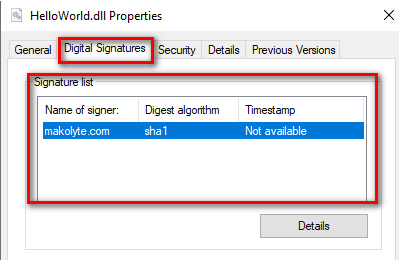 HelloWorld.dll Properties
General Digital Signatures Security Details Previous Versions
Signature list
Name of signer: Digest algorithm Timestamp
makolyte.com sha1 Not available
Details